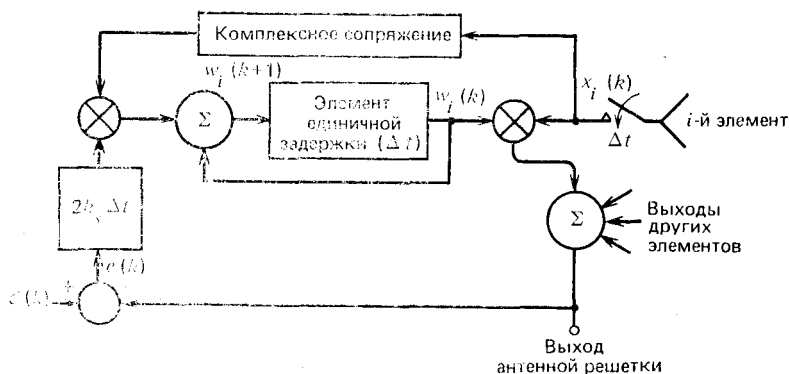 Комплексное сопряжение
w_i (k+1)
w_i (k)
x_i (k)
Σ
Элемент
единичной
задержки (Δt)
Δt
i-й элемент
Σ
Выходы
других
элементов
e(k)
+
Выход
антенной решетки